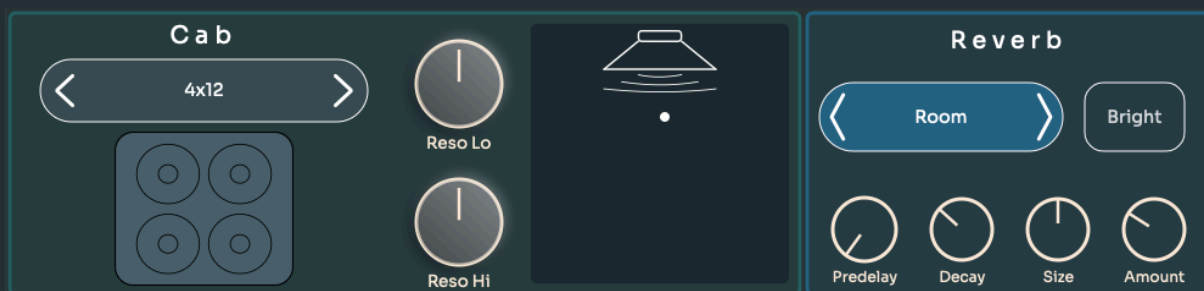 Cab
4x12
Reso Lo
Reso Hi
Reverb
Room
Bright
Predelay
Decay
Size
Amount